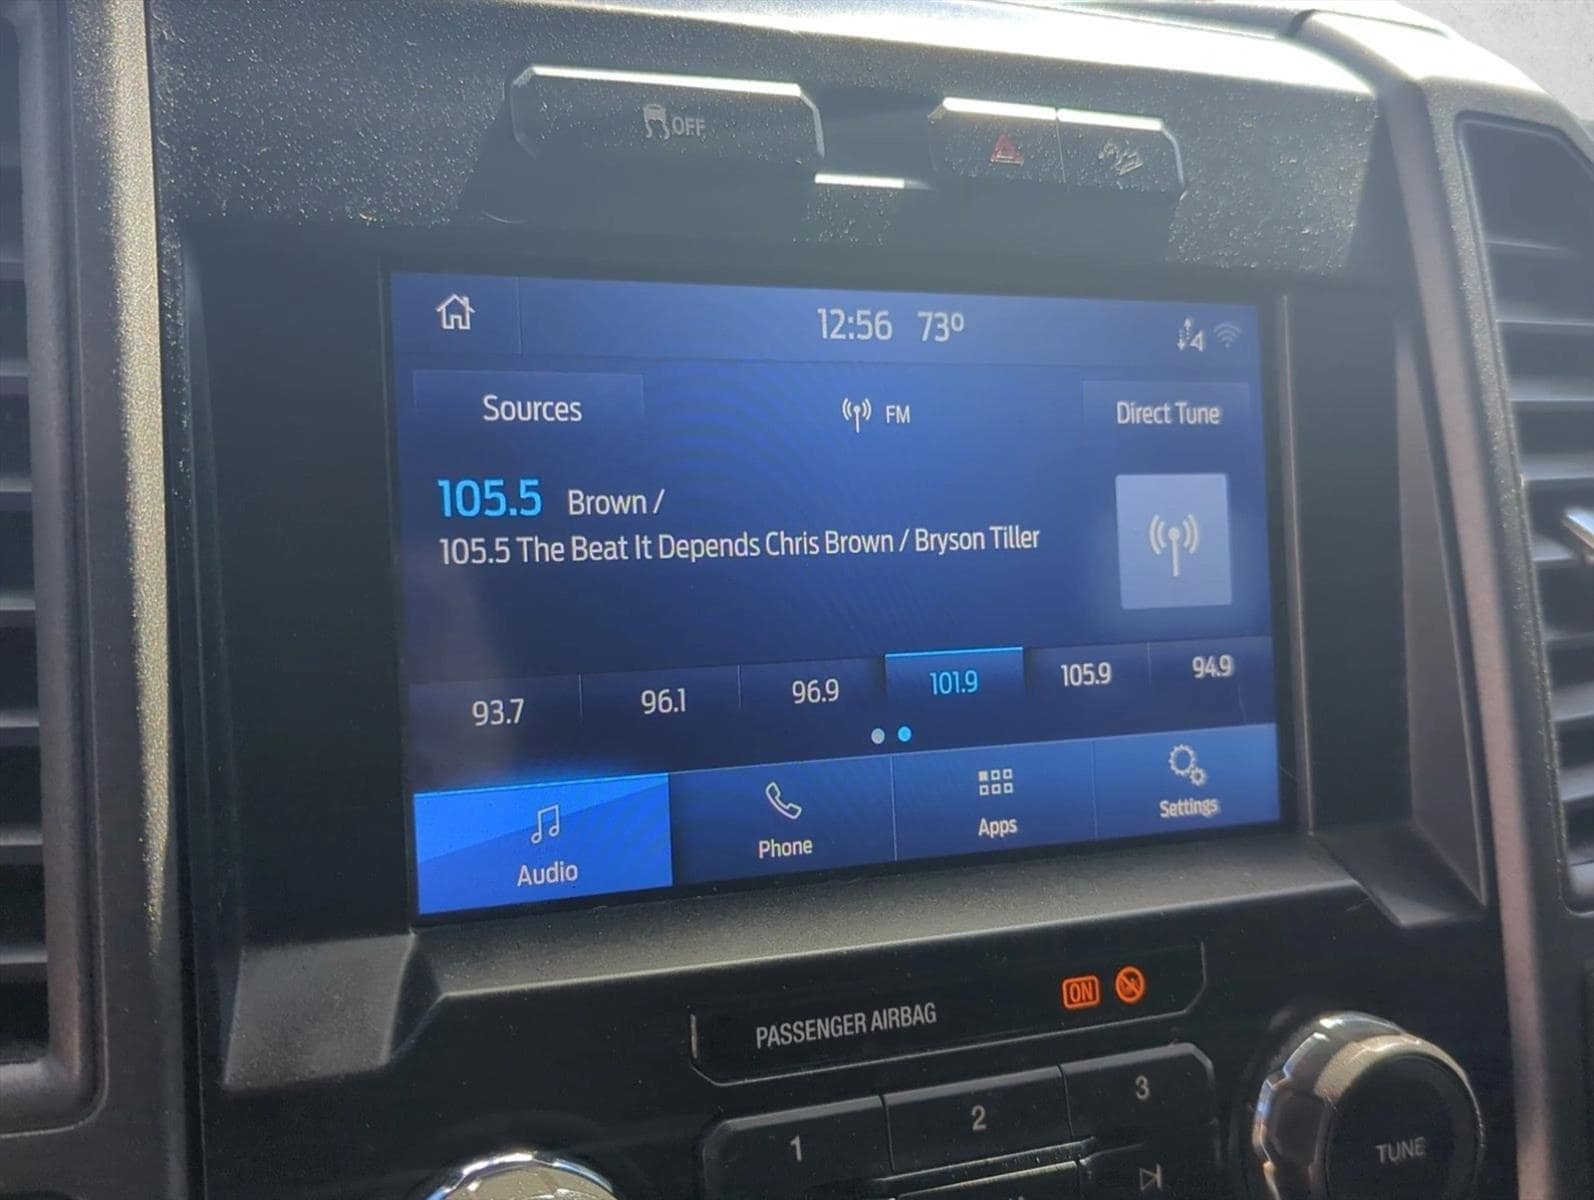 OFF
12:56 73°
Sources
FM
Direct Tune
105.5 Brown /
105.5 The Beat It Depends Chris Brown / Bryson Tiller
93.7 96.1 96.9 101.9 105.9 94.9
Audio
Phone
Apps
Settings
PASSENGER AIRBAG
ON
1
2
3
TUNE